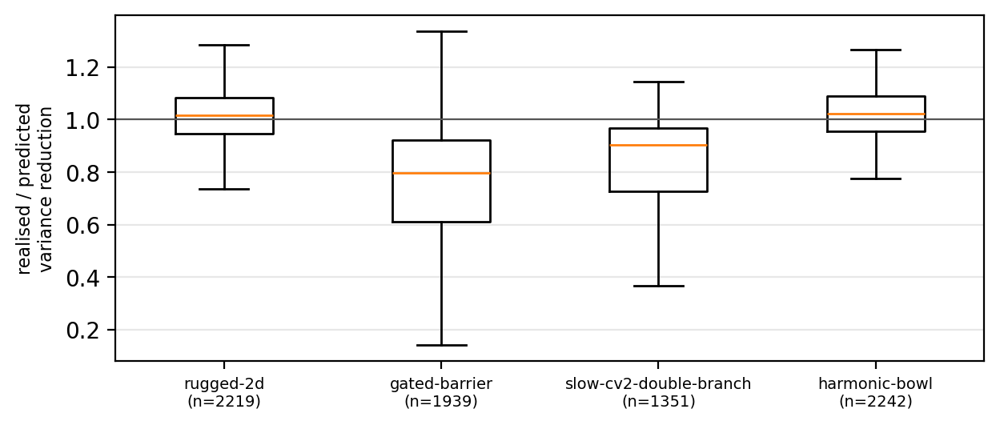 realised / predicted
variance reduction
1.2
1.0
0.8
0.6
0.4
0.2
rugged-2d
(n=2219)
gated-barrier
(n=1939)
slow-cv2-double-branch
(n=1351)
harmonic-bowl
(n=2242)